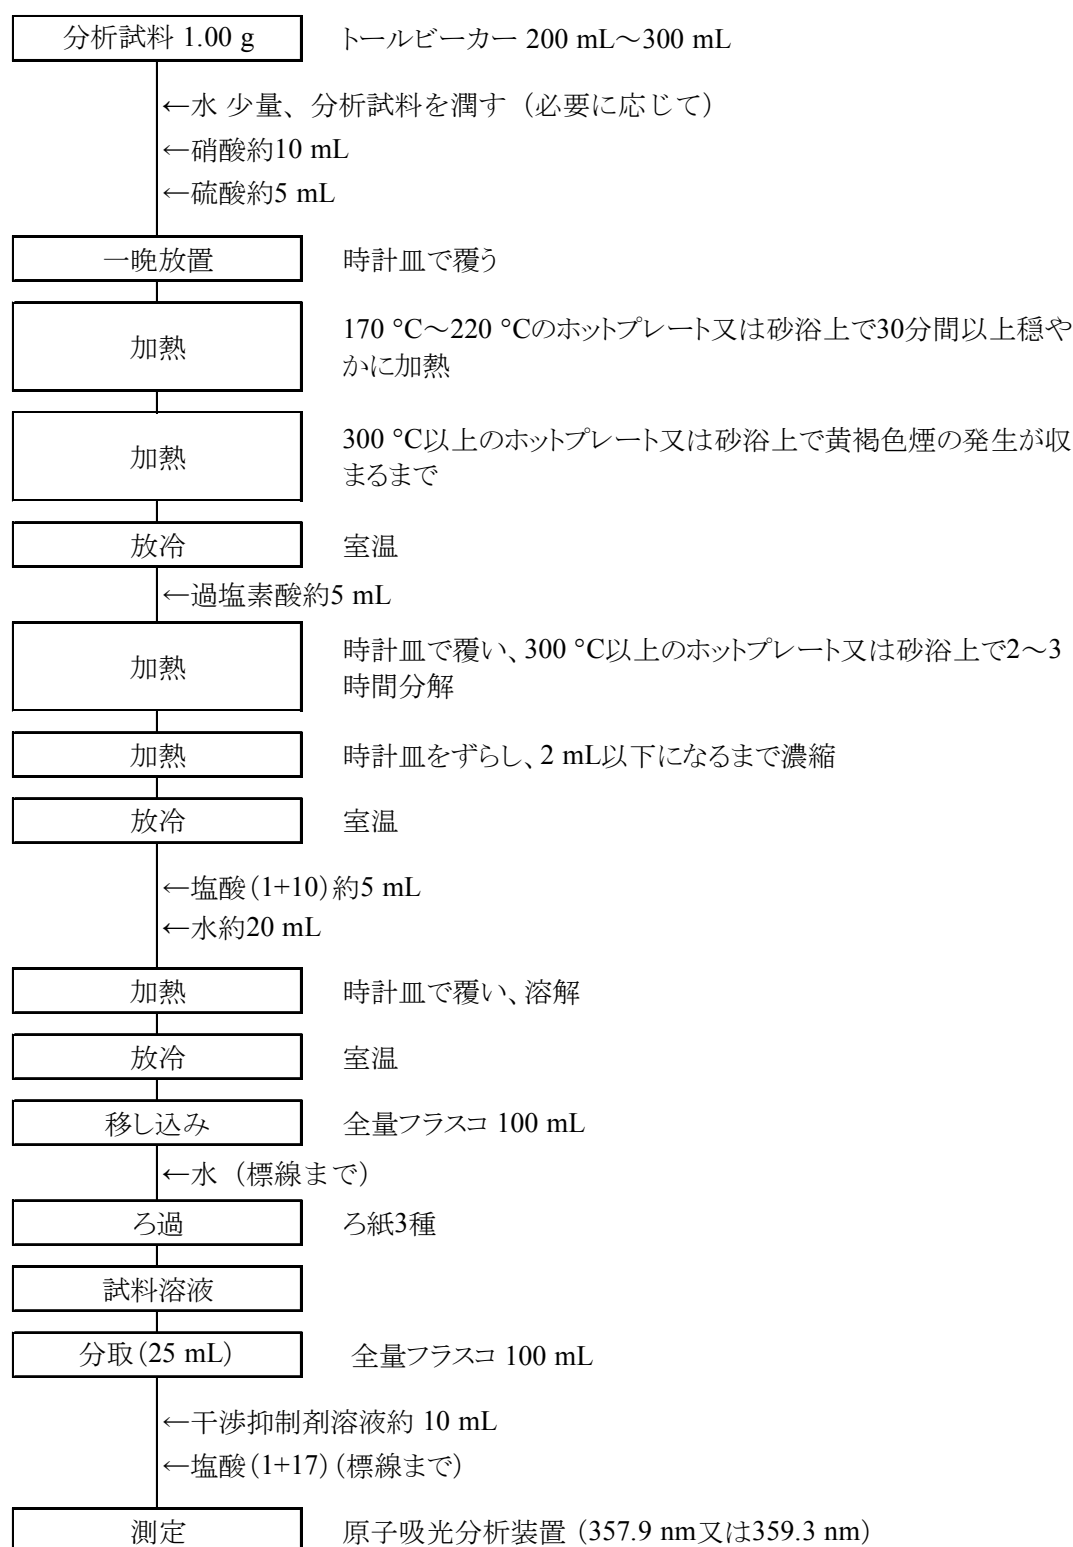 分析試料 1.00 g トールビーカー 200 mL～300 mL
←水 少量、分析試料を潤す（必要に応じて）
←硝酸約10 mL
←硫酸約5 mL
一晩放置 時計皿で覆う
加熱 170 °C～220 °Cのホットプレート又は砂浴上で30分間以上穏や
かに加熱
加熱 300 °C以上のホットプレート又は砂浴上で黄褐色煙の発生が収
まるまで
放冷 室温
←過塩素酸約5 mL
加熱 時計皿で覆い、300 °C以上のホットプレート又は砂浴上で2～3
時間分解
加熱 時計皿をずらし、2 mL以下になるまで濃縮
放冷 室温
←塩酸（1+10）約5 mL
←水約20 mL
加熱 時計皿で覆い、溶解
放冷 室温
移し込み 全量フラスコ 100 mL
←水（標線まで）
ろ過 ろ紙3種
試料溶液
分取（25 mL） 全量フラスコ 100 mL
←干渉抑制剤溶液約 10 mL
←塩酸（1+17）（標線まで）
測定 原子吸光分析装置（357.9 nm又は359.3 nm）